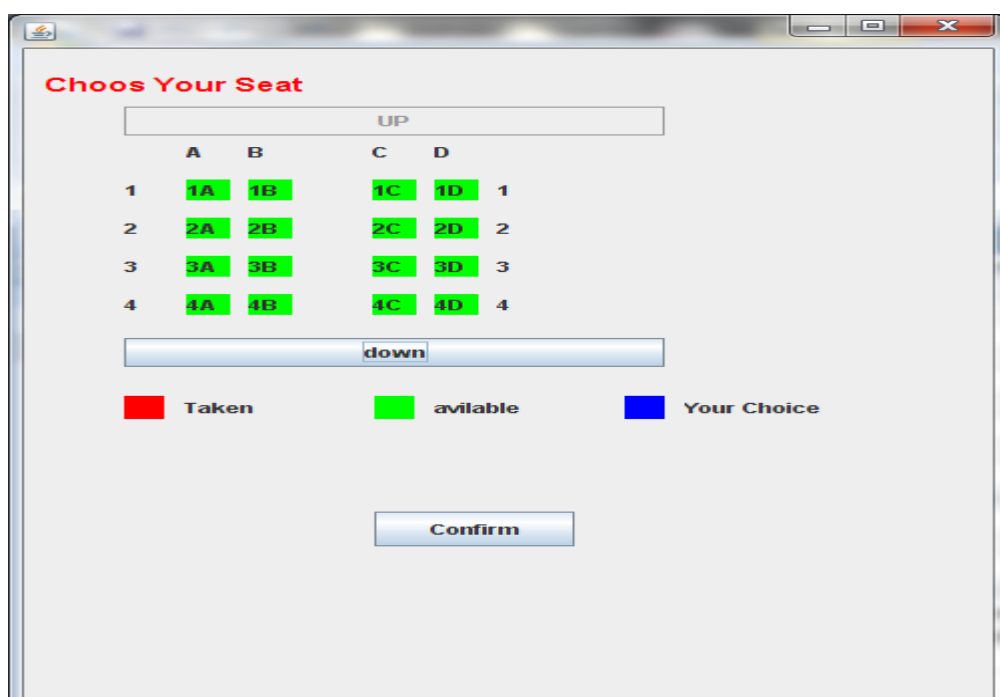 Choos Your Seat
UP
A B C D
1 1A 1B 1C 1D 1
2 2A 2B 2C 2D 2
3 3A 3B 3C 3D 3
4 4A 4B 4C 4D 4
down
Taken avilable Your Choice
Confirm